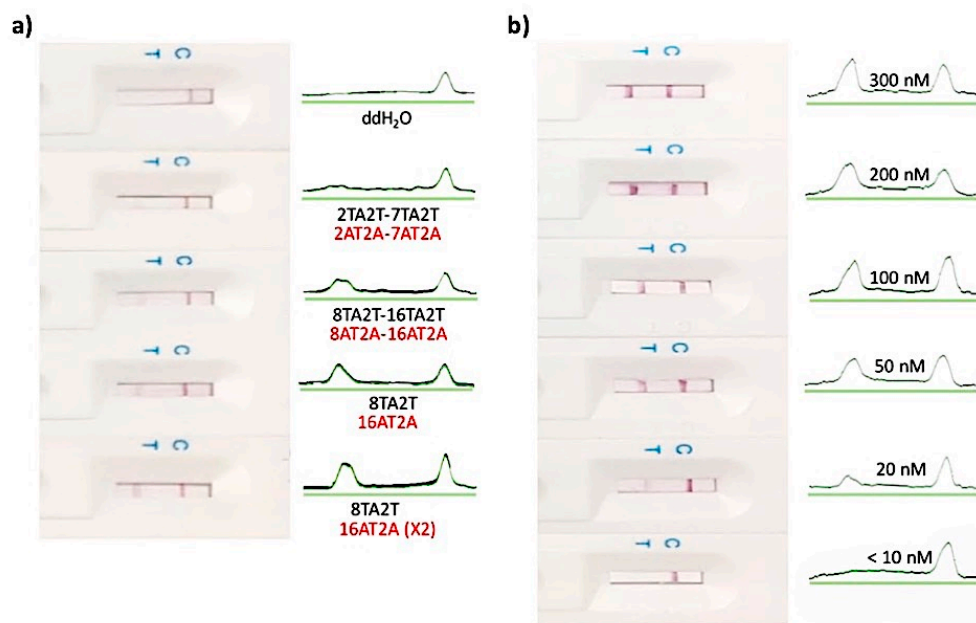 a)
C
T
ddH₂O
C
T
2TA2T-7TA2T
2AT2A-7AT2A
C
T
8TA2T-16TA2T
8AT2A-16AT2A
C
T
8TA2T
16AT2A
C
T
8TA2T
16AT2A (X2)
b)
C
T
300 nM
C
T
200 nM
C
T
100 nM
C
T
50 nM
C
T
20 nM
C
T
< 10 nM